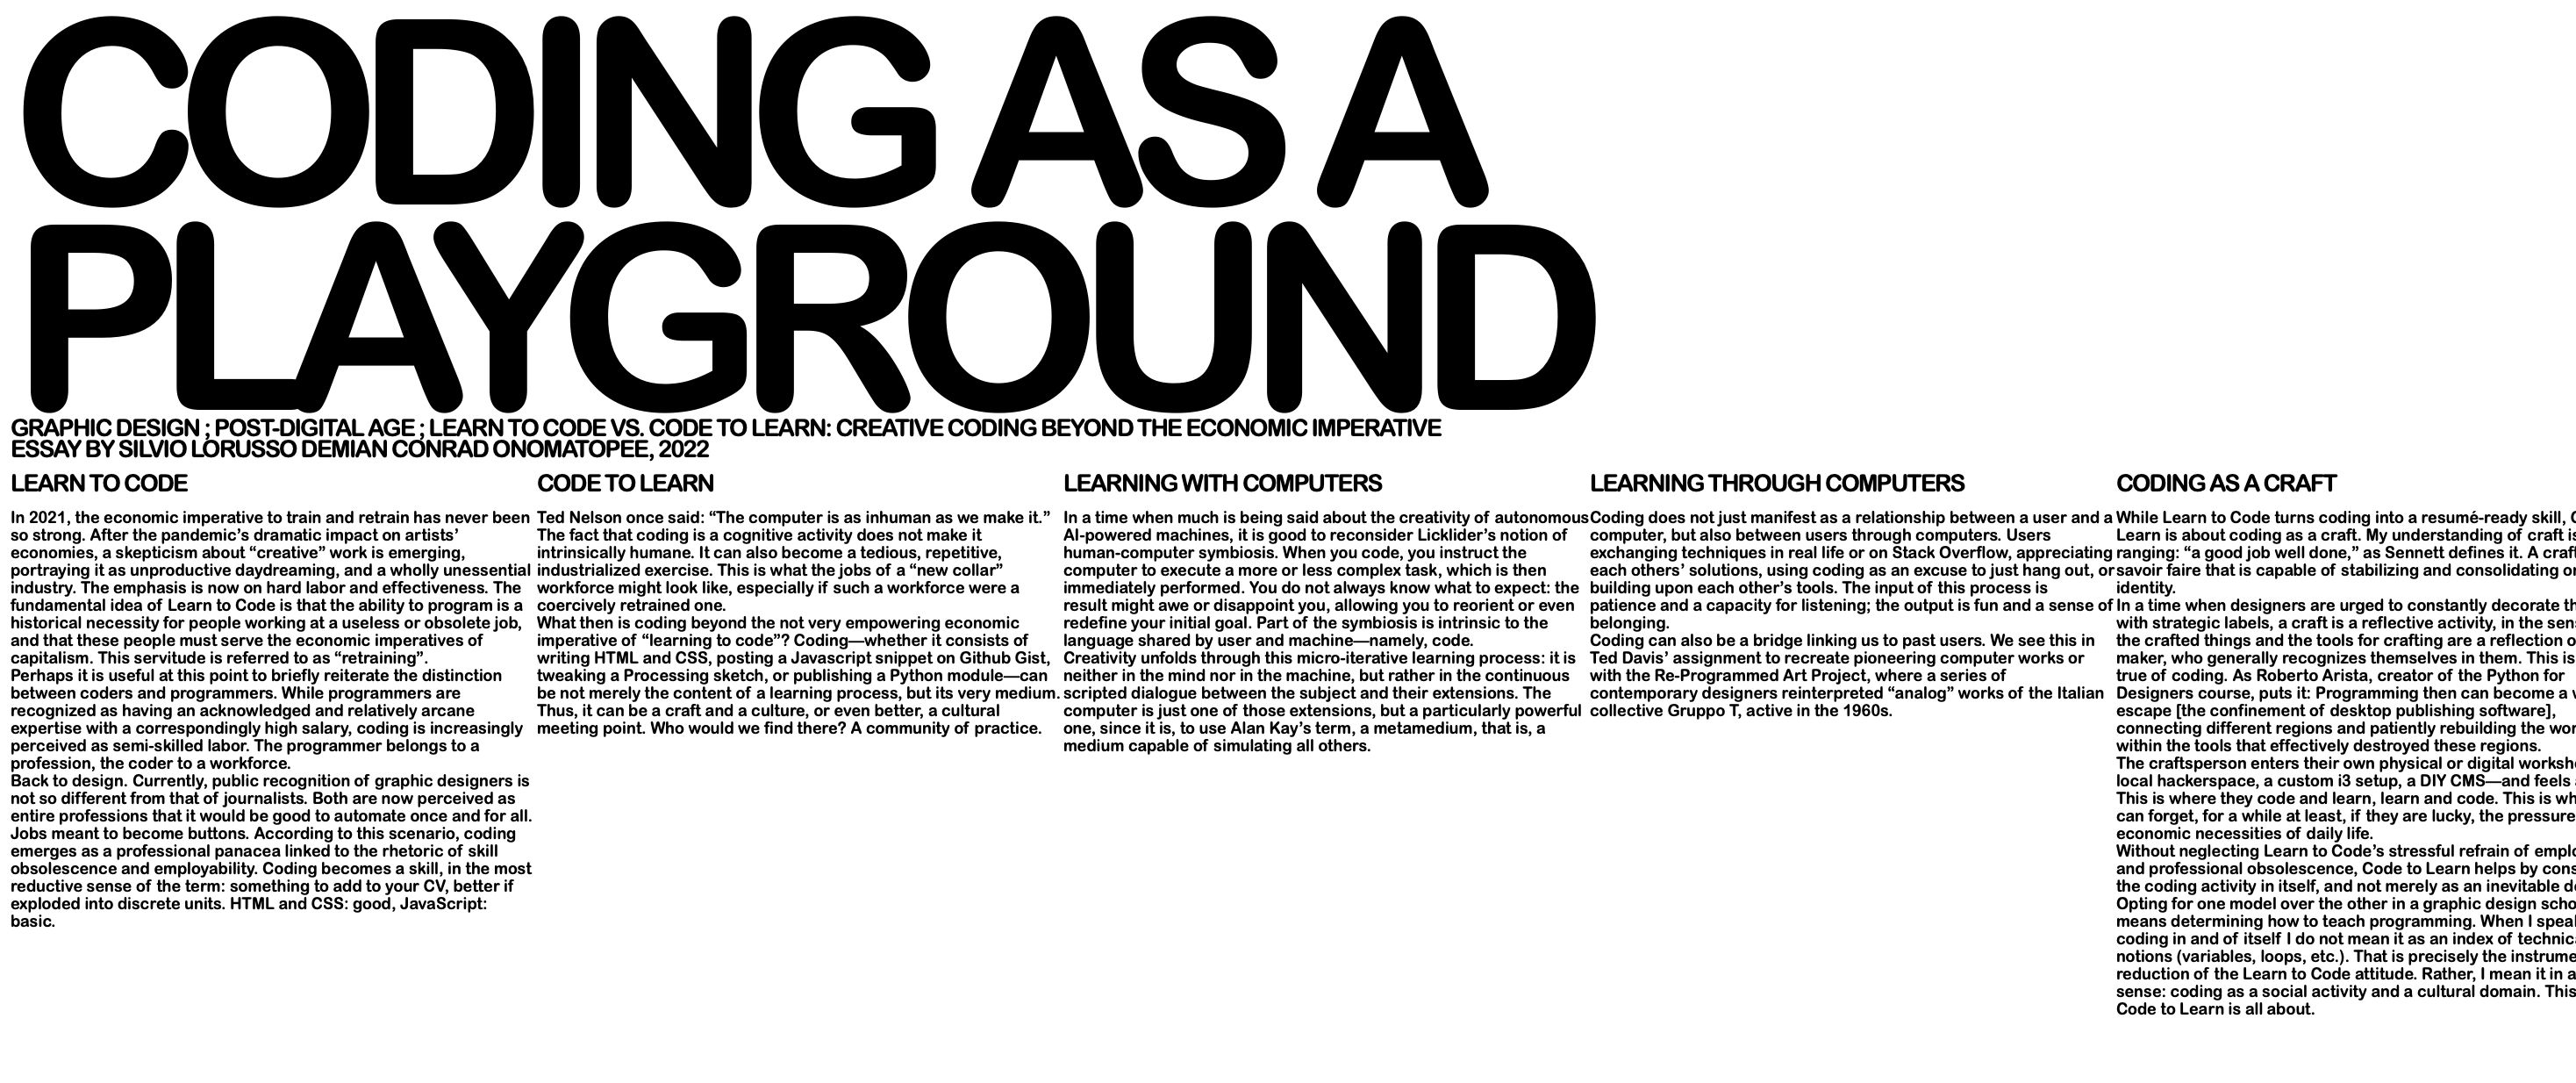 CODING AS A
PLAYGROUND
GRAPHIC DESIGN ; POST-DIGITAL AGE ; LEARN TO CODE VS. CODE TO LEARN: CREATIVE CODING BEYOND THE ECONOMIC IMPERATIVE
ESSAY BY SILVIO LORUSSO DEMIAN CONRAD ONOMATOPEE, 2022
LEARN TO CODE
In 2021, the economic imperative to train and retrain has never been
so strong. After the pandemic’s dramatic impact on artists’
economies, a skepticism about “creative” work is emerging,
portraying it as unproductive daydreaming, and a wholly unessential
industry. The emphasis is now on hard labor and effectiveness. The
fundamental idea of Learn to Code is that the ability to program is a
historical necessity for people working at a useless or obsolete job,
and that these people must serve the economic imperatives of
capitalism. This servitude is referred to as “retraining”.
Perhaps it is useful at this point to briefly reiterate the distinction
between coders and programmers. While programmers are
recognized as having an acknowledged and relatively arcane
expertise with a correspondingly high salary, coding is increasingly
perceived as semi-skilled labor. The programmer belongs to a
profession, the coder to a workforce.
Back to design. Currently, public recognition of graphic designers is
not so different from that of journalists. Both are now perceived as
entire professions that it would be good to automate once and for all.
Jobs meant to become buttons. According to this scenario, coding
emerges as a professional panacea linked to the rhetoric of skill
obsolescence and employability. Coding becomes a skill, in the most
reductive sense of the term: something to add to your CV, better if
exploded into discrete units. HTML and CSS: good, JavaScript:
basic.
CODE TO LEARN
Ted Nelson once said: “The computer is as inhuman as we make it.”
The fact that coding is a cognitive activity does not make it
intrinsically humane. It can also become a tedious, repetitive,
industrialized exercise. This is what the jobs of a “new collar”
workforce might look like, especially if such a workforce were a
coercively retrained one.
What then is coding beyond the not very empowering economic
imperative of “learning to code”? Coding—whether it consists of
writing HTML and CSS, posting a Javascript snippet on Github Gist,
tweaking a Processing sketch, or publishing a Python module—can
be not merely the content of a learning process, but its very medium.
Thus, it can be a craft and a culture, or even better, a cultural
meeting point. Who would we find there? A community of practice.
LEARNING WITH COMPUTERS
In a time when much is being said about the creativity of autonomous
AI-powered machines, it is good to reconsider Licklider’s notion of
human-computer symbiosis. When you code, you instruct the
computer to execute a more or less complex task, which is then
immediately performed. You do not always know what to expect: the
result might awe or disappoint you, allowing you to reorient or even
redefine your initial goal. Part of the symbiosis is intrinsic to the
language shared by user and machine—namely, code.
Creativity unfolds through this micro-iterative learning process: it is
neither in the mind nor in the machine, but rather in the continuous
scripted dialogue between the subject and their extensions. The
computer is just one of those extensions, but a particularly powerful
one, since it is, to use Alan Kay’s term, a metamedium, that is, a
medium capable of simulating all others.
LEARNING THROUGH COMPUTERS
Coding does not just manifest as a relationship between a user and a
computer, but also between users through computers. Users
exchanging techniques in real life or on Stack Overflow, appreciating
each others’ solutions, using coding as an excuse to just hang out, or
building upon each other’s tools. The input of this process is
patience and a capacity for listening; the output is fun and a sense of
belonging.
Coding can also be a bridge linking us to past users. We see this in
Ted Davis’ assignment to recreate pioneering computer works or
with the Re-Programmed Art Project, where a series of
contemporary designers reinterpreted “analog” works of the Italian
collective Gruppo T, active in the 1960s.
CODING AS A CRAFT
While Learn to Code turns coding into a resumé-ready skill,
Learn is about coding as a craft. My understanding of craft
ranging: “a good job well done,” as Sennett defines it. A
savoir faire that is capable of stabilizing and consolidating
identity.
In a time when designers are urged to constantly decorate
with strategic labels, a craft is a reflective activity, in the
the crafted things and the tools for crafting are a reflection
maker, who generally recognizes themselves in them. This is
true of coding. As Roberto Arista, creator of the Python for
Designers course, puts it: Programming then can become a
escape [the confinement of desktop publishing software],
connecting different regions and patiently rebuilding the
within the tools that effectively destroyed these regions.
The craftsperson enters their own physical or digital
local hackerspace, a custom i3 setup, a DIY CMS—and feels
This is where they code and learn, learn and code. This is
can forget, for a while at least, if they are lucky, the pressure
economic necessities of daily life.
Without neglecting Learn to Code’s stressful refrain of
and professional obsolescence, Code to Learn helps by
the coding activity in itself, and not merely as an inevitable
Opting for one model over the other in a graphic design
means determining how to teach programming. When I
coding in and of itself I do not mean it as an index of
notions (variables, loops, etc.). That is precisely the
reduction of the Learn to Code attitude. Rather, I mean it in a
sense: coding as a social activity and a cultural domain. This
Code to Learn is all about.